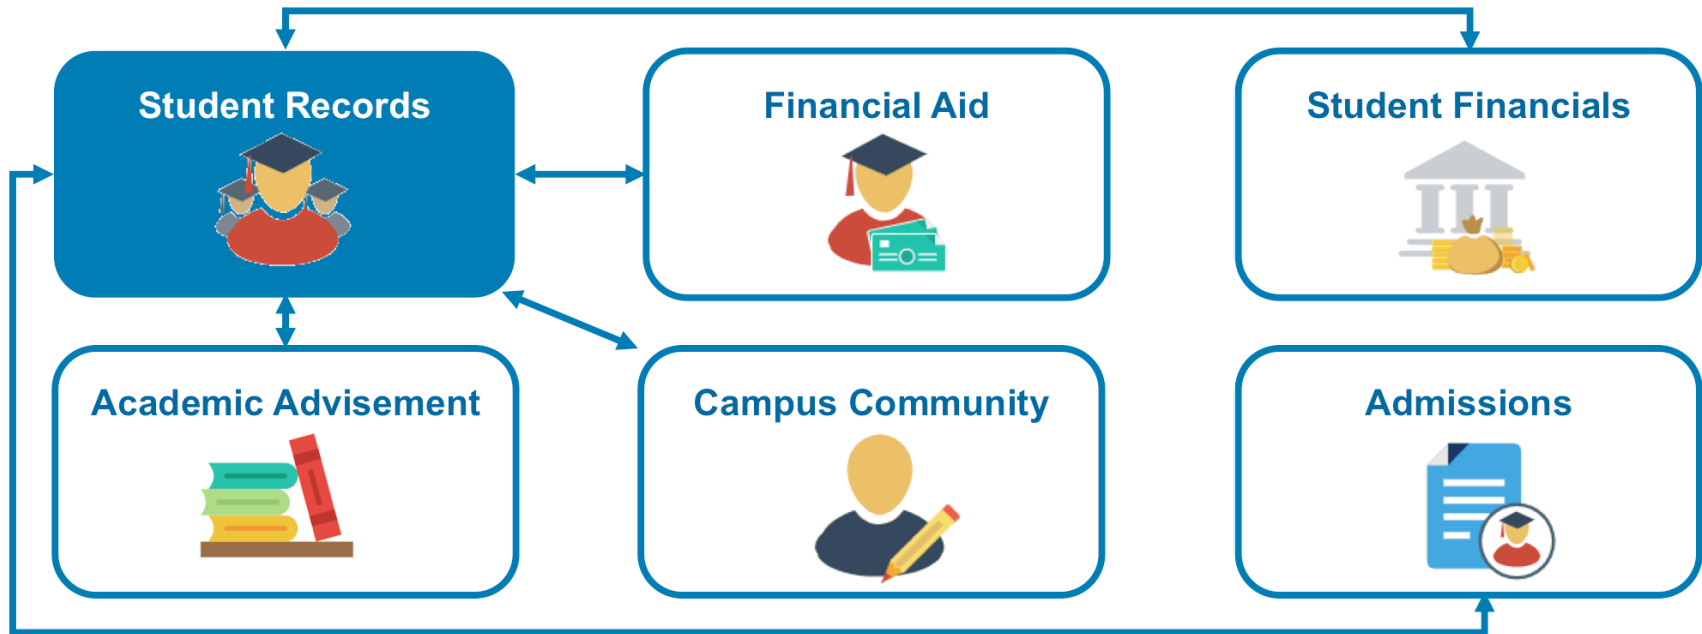 Student Records
Financial Aid
Student Financials
Academic Advisement
Campus Community
Admissions